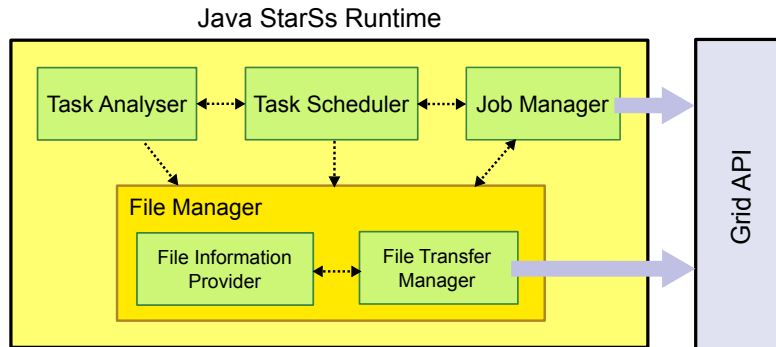 Java StarSs Runtime
Task Analyser
Task Scheduler
Job Manager
File Manager
File Information
Provider
File Transfer
Manager
Grid API